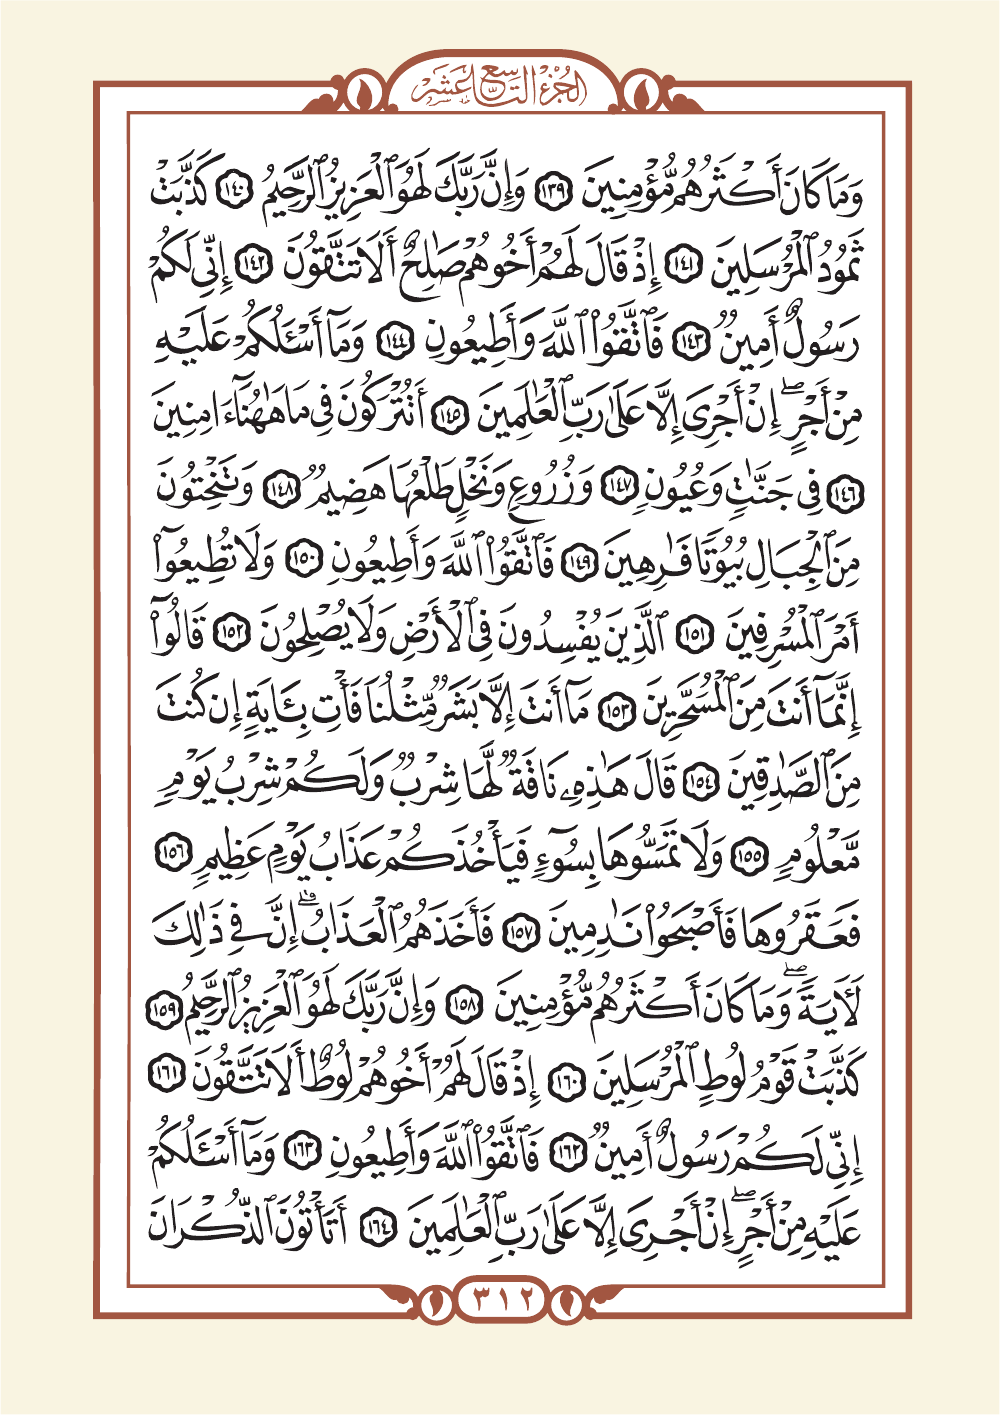 الجزء التاسع عشر
وَمَا كَانَ أَكْثَرُهُم مُّؤْمِنِينَ ١٣٩ وَإِنَّ رَبَّكَ لَهُوَ ٱلْعَزِيزُ ٱلرَّحِيمُ ١٤٠ كَذَّبَتْ
ثَمُودُ ٱلْمُرْسَلِينَ ١٤١ إِذْ قَالَ لَهُمْ أَخُوهُمْ صَٰلِحٌ أَلَا تَتَّقُونَ ١٤٢ إِنِّى لَكُمْ
رَسُولٌ أَمِينٌ ١٤٣ فَٱتَّقُوا۟ ٱللَّهَ وَأَطِيعُونِ ١٤٤ وَمَآ أَسْـَٔلُكُمْ عَلَيْهِ
مِنْ أَجْرٍ ۖ إِنْ أَجْرِىَ إِلَّا عَلَىٰ رَبِّ ٱلْعَٰلَمِينَ ١٤٥ أَتُتْرَكُونَ فِى مَا هَٰهُنَآ ءَامِنِينَ
١٤٦ فِى جَنَّٰتٍ وَعُيُونٍ ١٤٧ وَزُرُوعٍ وَنَخْلٍ طَلْعُهَا هَضِيمٌ ١٤٨ وَتَنْحِتُونَ
مِنَ ٱلْجِبَالِ بُيُوتًا فَٰرِهِينَ ١٤٩ فَٱتَّقُوا۟ ٱللَّهَ وَأَطِيعُونِ ١٥٠ وَلَا تُطِيعُوٓا۟
أَمْرَ ٱلْمُسْرِفِينَ ١٥١ ٱلَّذِينَ يُفْسِدُونَ فِى ٱلْأَرْضِ وَلَا يُصْلِحُونَ ١٥٢ قَالُوٓا۟
إِنَّمَآ أَنتَ مِنَ ٱلْمُسَحَّرِينَ ١٥٣ مَآ أَنتَ إِلَّا بَشَرٌ مِّثْلُنَا فَأْتِ بِـَٔايَةٍ إِن كُنتَ
مِنَ ٱلصَّٰدِقِينَ ١٥٤ قَالَ هَٰذِهِۦ نَاقَةٌ لَّهَا شِرْبٌ وَلَكُمْ شِرْبُ يَوْمٍ
مَّعْلُومٍ ١٥٥ وَلَا تَمَسُّوهَا بِسُوٓءٍ فَيَأْخُذَكُمْ عَذَابُ يَوْمٍ عَظِيمٍ ١٥٦
فَعَقَرُوهَا فَأَصْبَحُوا۟ نَٰدِمِينَ ١٥٧ فَأَخَذَهُمُ ٱلْعَذَابُ ۗ إِنَّ فِى ذَٰلِكَ
لَـَٔايَةً ۖ وَمَا كَانَ أَكْثَرُهُم مُّؤْمِنِينَ ١٥٨ وَإِنَّ رَبَّكَ لَهُوَ ٱلْعَزِيزُ ٱلرَّحِيمُ ١٥٩
كَذَّبَتْ قَوْمُ لُوطٍ ٱلْمُرْسَلِينَ ١٦٠ إِذْ قَالَ لَهُمْ أَخُوهُمْ لُوطٌ أَلَا تَتَّقُونَ ١٦١
إِنِّى لَكُمْ رَسُولٌ أَمِينٌ ١٦٢ فَٱتَّقُوا۟ ٱللَّهَ وَأَطِيعُونِ ١٦٣ وَمَآ أَسْـَٔلُكُمْ
عَلَيْهِ مِنْ أَجْرٍ ۖ إِنْ أَجْرِىَ إِلَّا عَلَىٰ رَبِّ ٱلْعَٰلَمِينَ ١٦٤ أَتَأْتُونَ ٱلذُّكْرَانَ
٣١٢